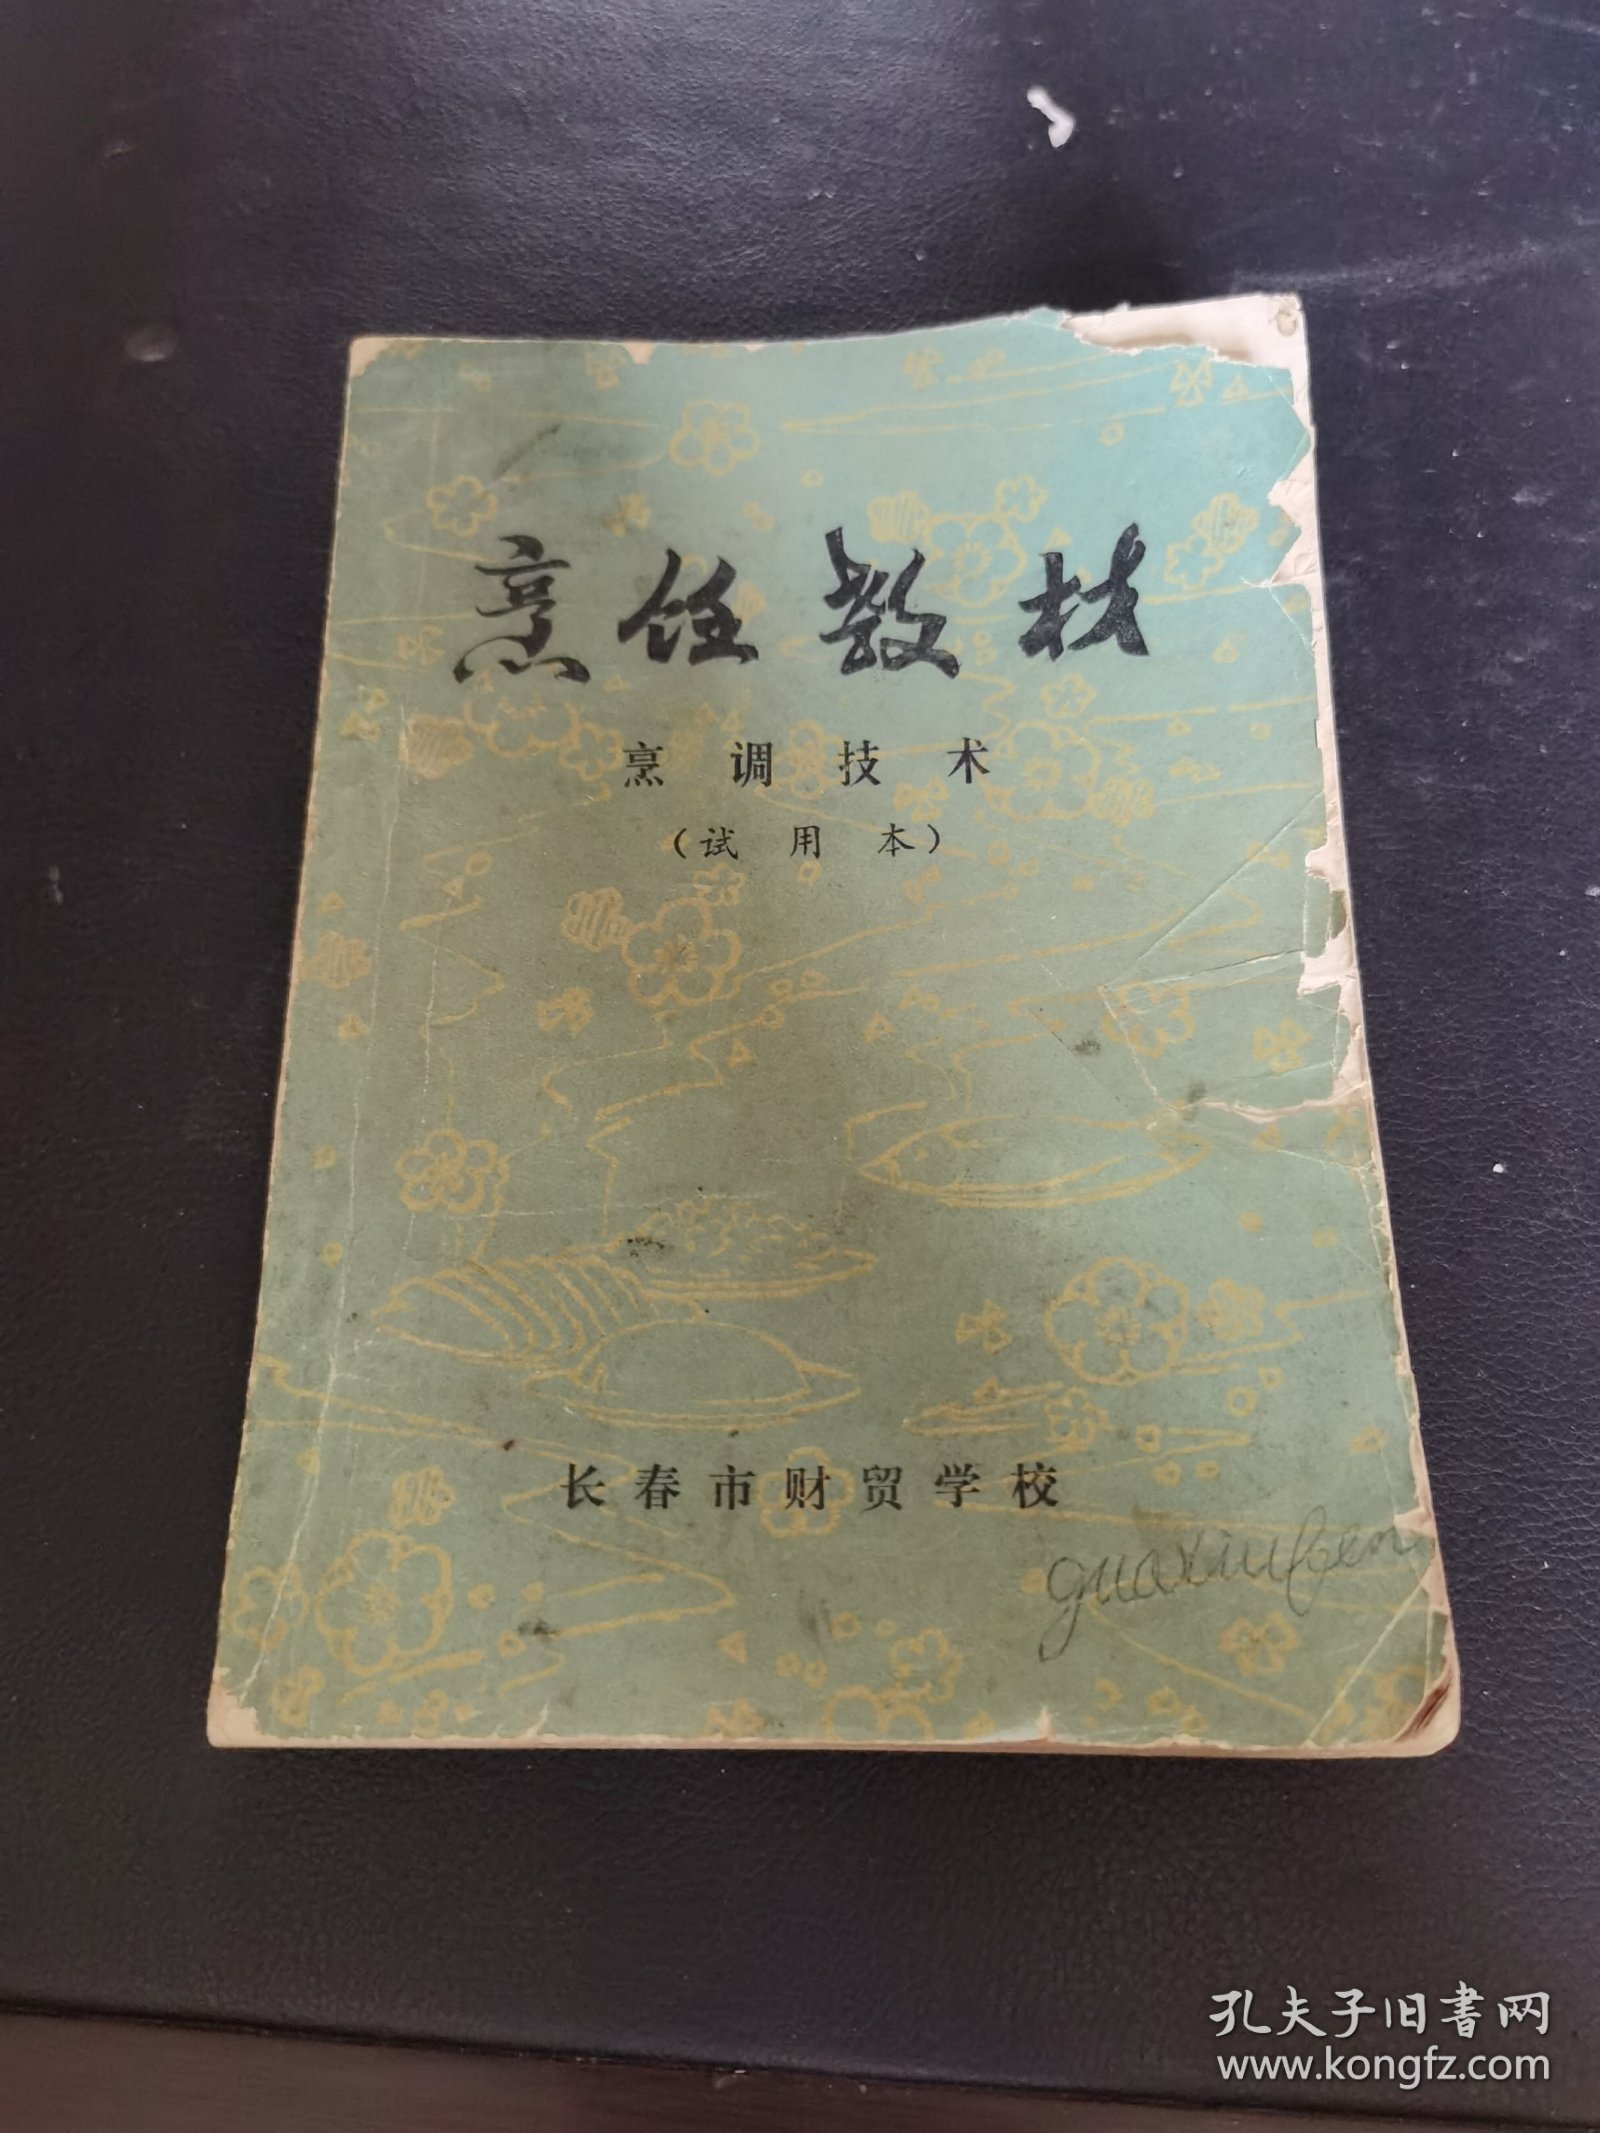 烹饪教材
烹调技术
（试用本）
长春市财贸学校
孔夫子旧书网
www.kongfz.com